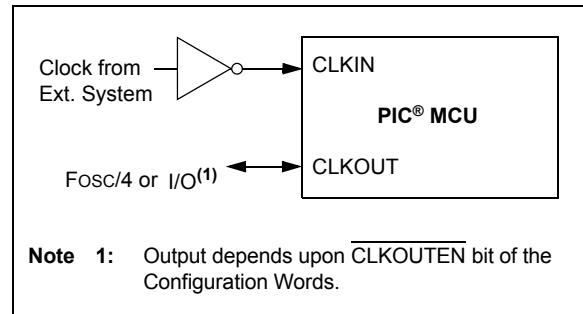 Clock from
Ext. System
CLKIN
PIC® MCU
FOSC/4 or I/O(1)
CLKOUT
Note 1: Output depends upon C̅L̅K̅O̅U̅T̅E̅N̅ bit of the
Configuration Words.